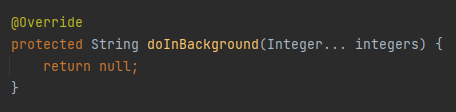 @Override
protected String doInBackground(Integer... integers) {
    return null;
}